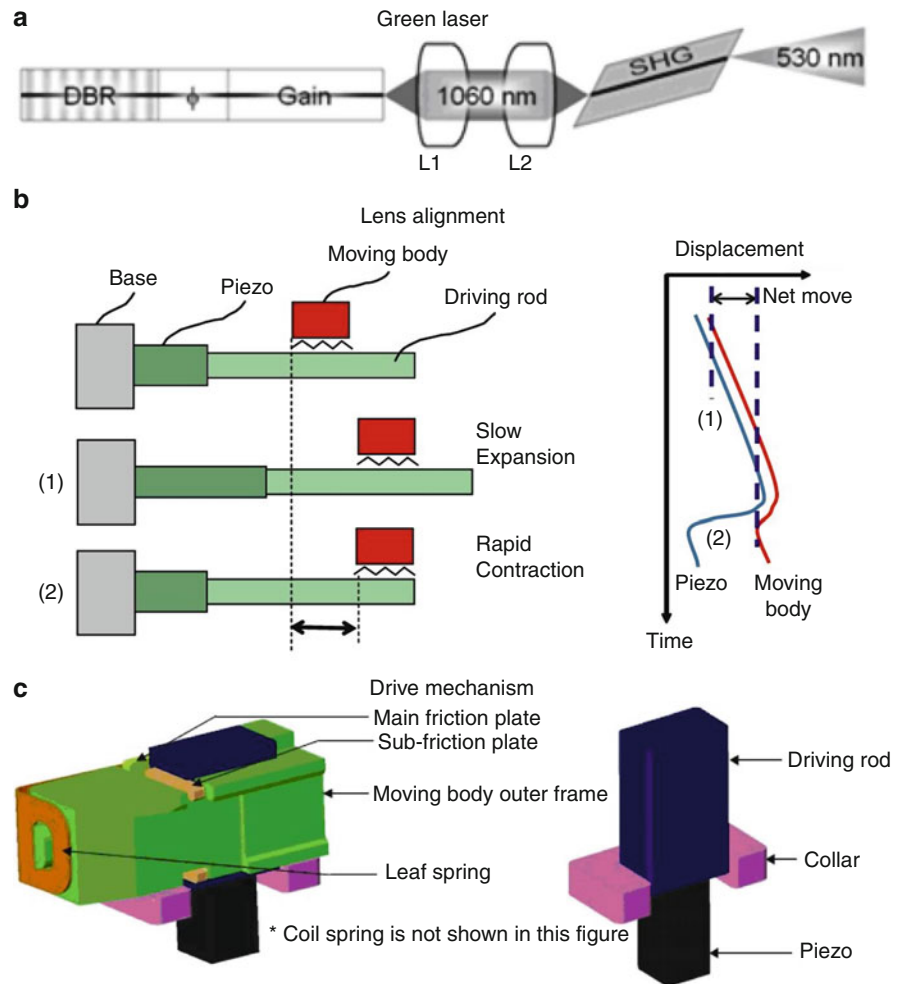 a
Green laser
DBR ϕ Gain 1060 nm SHG 530 nm
L1 L2
b
Lens alignment
Moving body
Base
Piezo
Driving rod
Slow
Expansion
(1)
Rapid
Contraction
(2)
Displacement
Net move
(1)
(2)
Piezo
Moving
body
Time
c
Drive mechanism
Main friction plate
Sub-friction plate
Moving body outer frame
Leaf spring
* Coil spring is not shown in this figure
Driving rod
Collar
Piezo